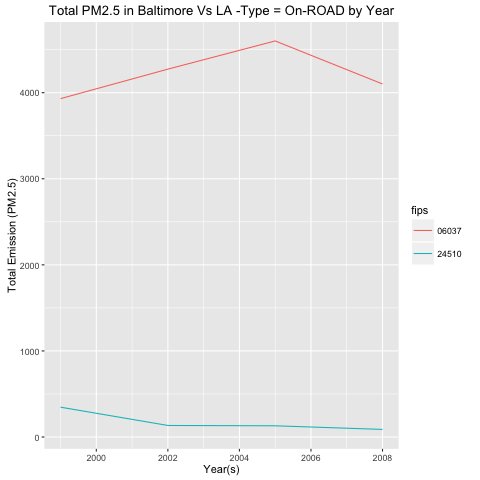 Total PM2.5 in Baltimore Vs LA -Type = On-ROAD by Year
Total Emission (PM2.5)
4000
3000
2000
1000
0
2000 2002 2004 2006 2008
Year(s)
fips
06037
24510